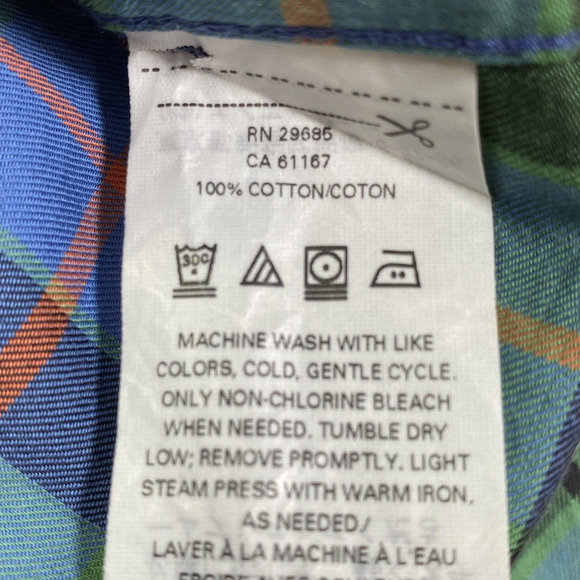 RN 29685
CA 61167
100% COTTON/COTON
30C
MACHINE WASH WITH LIKE
COLORS, COLD, GENTLE CYCLE.
ONLY NON-CHLORINE BLEACH
WHEN NEEDED. TUMBLE DRY
LOW; REMOVE PROMPTLY. LIGHT
STEAM PRESS WITH WARM IRON,
AS NEEDED/
LAVER À LA MACHINE À L'EAU